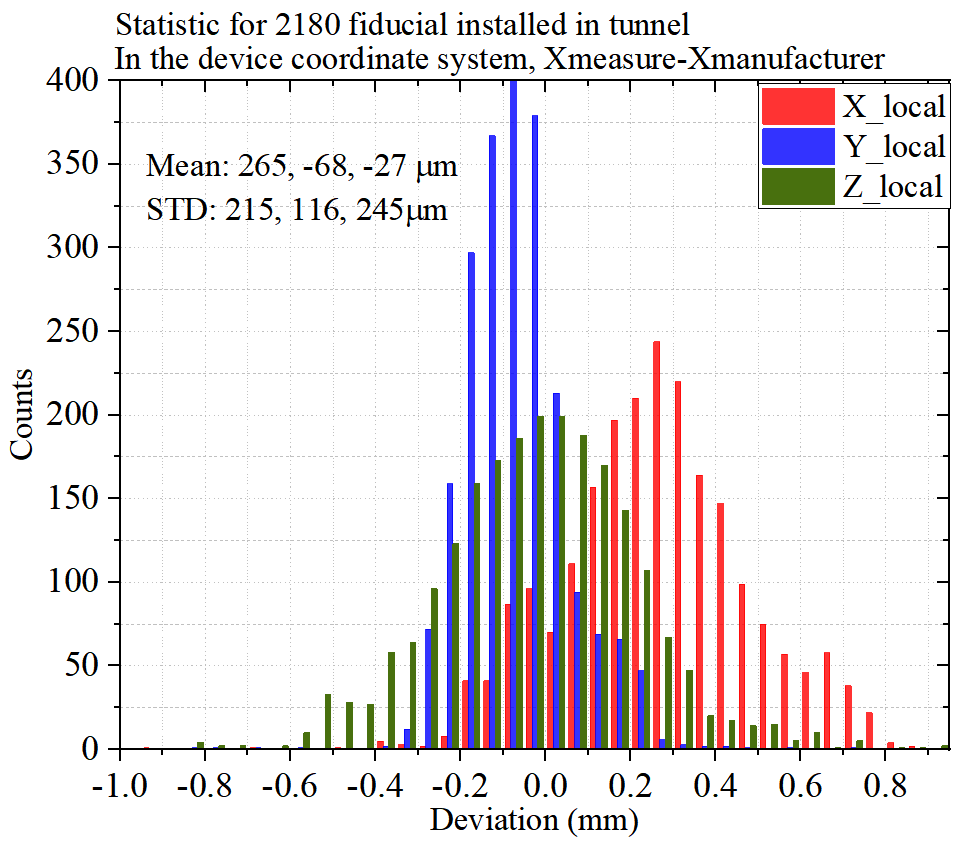 Statistic for 2180 fiducial installed in tunnel
In the device coordinate system, Xmeasure-Xmanufacturer
400
350
300
250
200
150
100
50
0
Counts
Mean: 265, -68, -27 μm
STD: 215, 116, 245μm
X_local
Y_local
Z_local
-1.0 -0.8 -0.6 -0.4 -0.2 0.0 0.2 0.4 0.6 0.8
Deviation (mm)